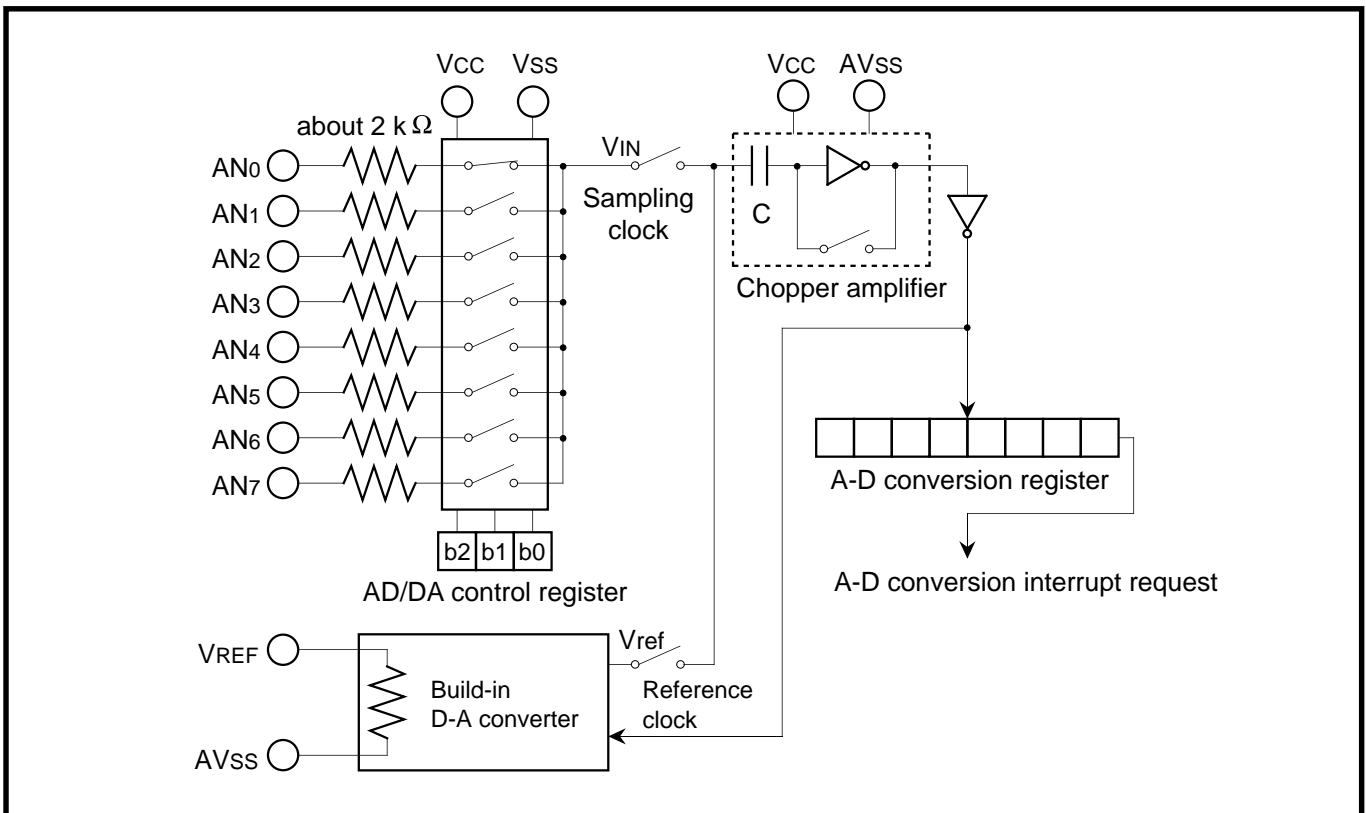 VCC VSS VCC AVSS
about 2 k Ω
AN0
AN1
AN2
AN3
AN4
AN5
AN6
AN7
VIN
Sampling
clock
C
Chopper amplifier
A-D conversion register
A-D conversion interrupt request
b2 b1 b0
AD/DA control register
VREF
AVSS
Build-in
D-A converter
Vref
Reference
clock